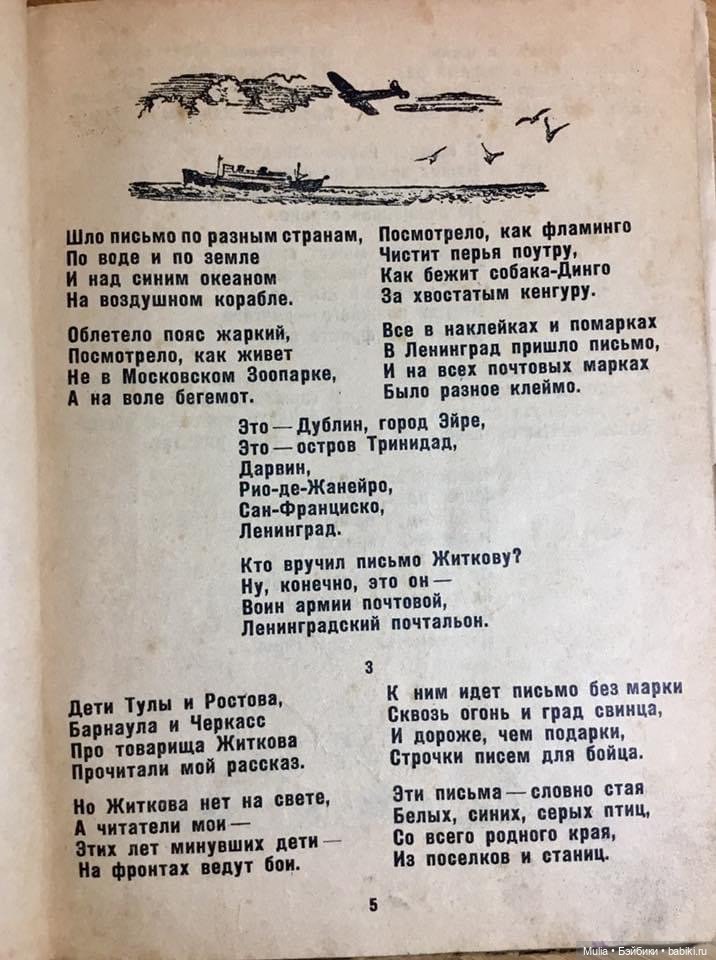 Шло письмо по разным странам,
По воде и по земле
И над синим океаном
На воздушном корабле.
Облетело пояс жаркий,
Посмотрело, как живет
Не в Московском Зоопарке,
А на воле бегемот.
Посмотрело, как фламинго
Чистит перья поутру,
Как бежит собака-Динго
За хвостатым кенгуру.
Все в наклейках и помарках
В Ленинград пришло письмо,
И на всех почтовых марках
Было разное клеймо.
Это — Дублин, город Эйре,
Это — остров Тринидад,
Дарвин,
Рио-де-Жанейро,
Сан-Франциско,
Ленинград.
Кто вручил письмо Житкову?
Ну, конечно, это он —
Воин армии почтовой,
Ленинградский почтальон.
3
Дети Тулы и Ростова,
Барнаула и Черкасс
Про товарища Житкова
Прочитали мой рассказ.
Но Житкова нет на свете,
А читатели мои —
Этих лет минувших дети —
На фронтах ведут бои.
К ним идет письмо без марки
Сквозь огонь и град свинца,
И дороже, чем подарки,
Строчки писем для бойца.
Эти письма — словно стая
Белых, синих, серых птиц,
Со всего родного края,
Из поселков и станиц.
5
Mulia • Бэйбики • babiki.ru